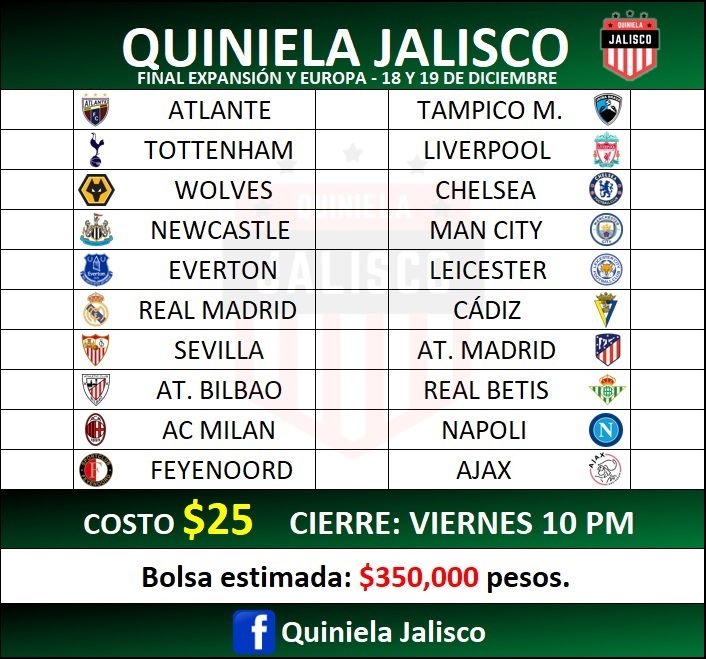 QUINIELA JALISCO
FINAL EXPANSIÓN Y EUROPA - 18 Y 19 DE DICIEMBRE
QUINIELA
JALISCO
ATLANTE TAMPICO M.
TOTTENHAM LIVERPOOL
WOLVES CHELSEA
QUINIELA
NEWCASTLE MAN CITY
EVERTON LEICESTER
JALISCO
REAL MADRID CÁDIZ
SEVILLA AT. MADRID
AT. BILBAO REAL BETIS
AC MILAN NAPOLI
FEYENOORD AJAX
COSTO $25 CIERRE: VIERNES 10 PM
Bolsa estimada: $350,000 pesos.
f Quiniela Jalisco